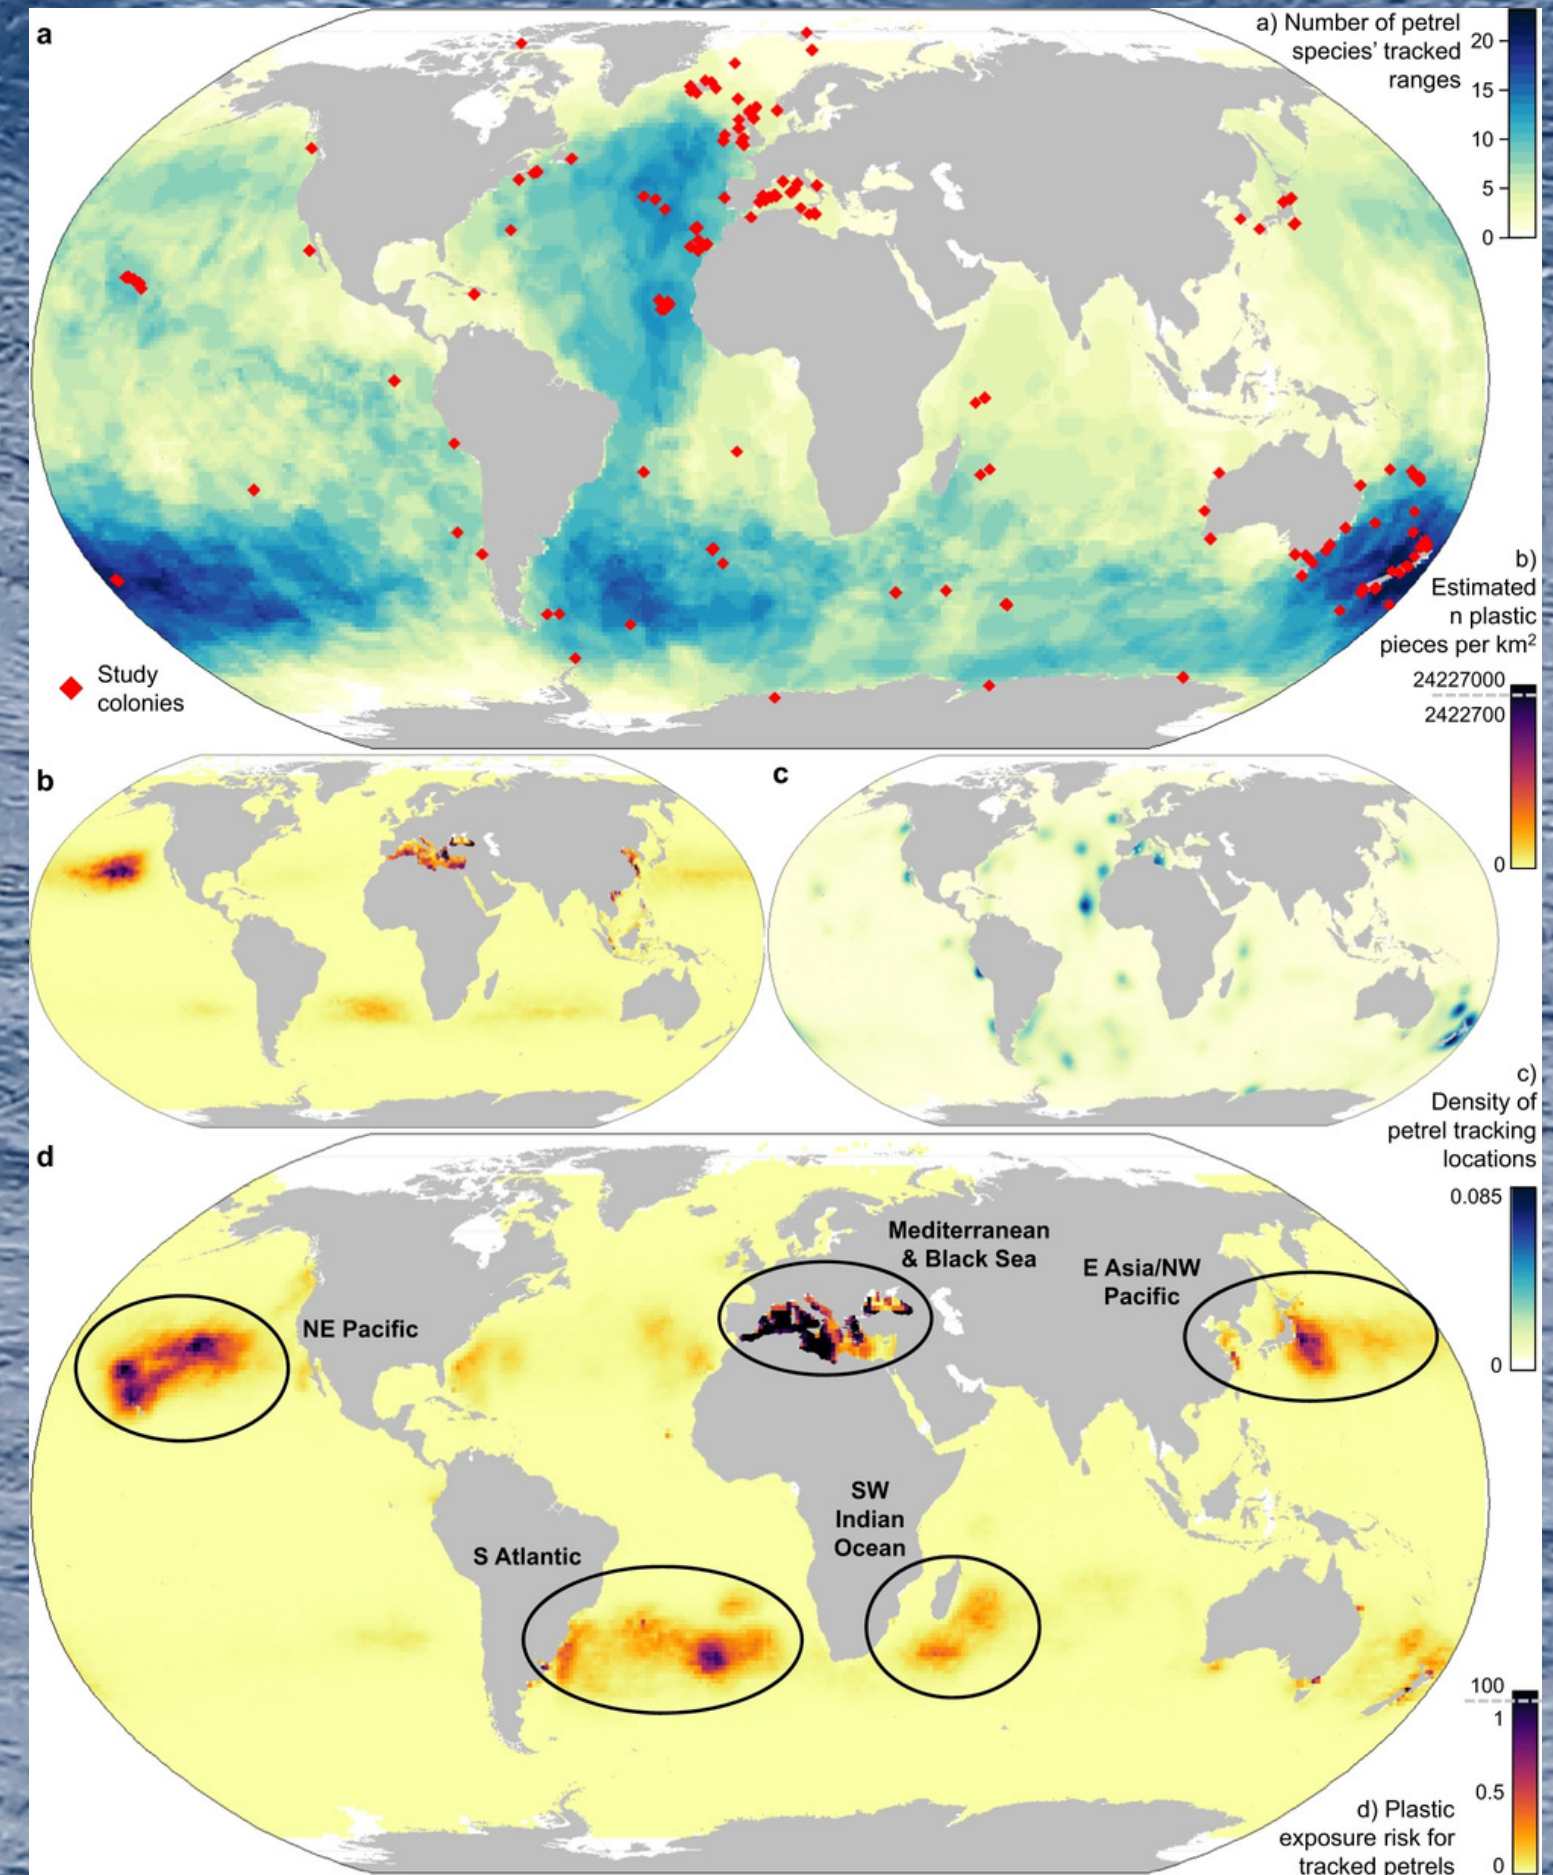 a
a) Number of petrel
species' tracked
ranges
20
15
10
5
0
Study
colonies
b)
Estimated
n plastic
pieces per km²
24227000
2422700
0
b
c
c)
Density of
petrel tracking
locations
0.085
0
d
Mediterranean
& Black Sea
E Asia/NW
Pacific
NE Pacific
SW
Indian
Ocean
S Atlantic
100
1
0.5
0
d) Plastic
exposure risk for
tracked petrels